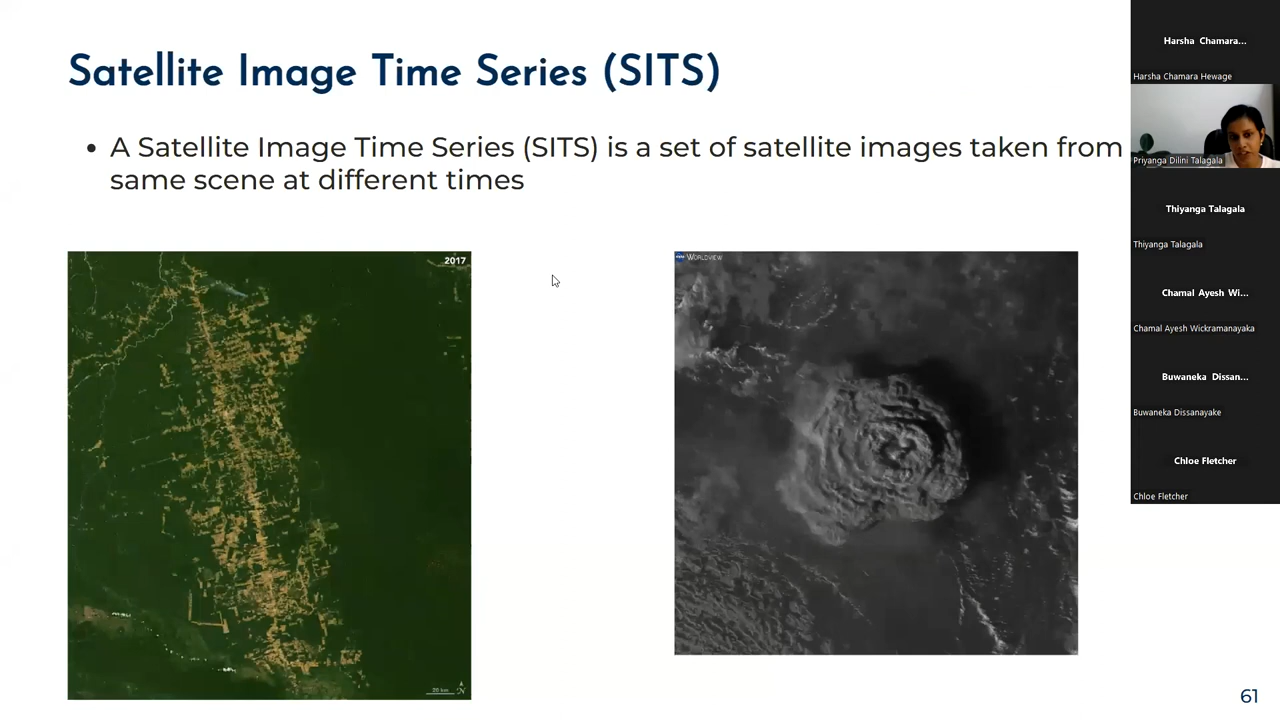 Satellite Image Time Series (SITS)
• A Satellite Image Time Series (SITS) is a set of satellite images taken from
same scene at different times
2017
20 km
N
WORLDVIEW
61
Harsha Chamara...
Harsha Chamara Hewage
Priyanga Dilini Talagala
Thiyanga Talagala
Thiyanga Talagala
Chamal Ayesh Wi...
Chamal Ayesh Wickramanayaka
Buwaneka Dissan...
Buwaneka Dissanayake
Chloe Fletcher
Chloe Fletcher